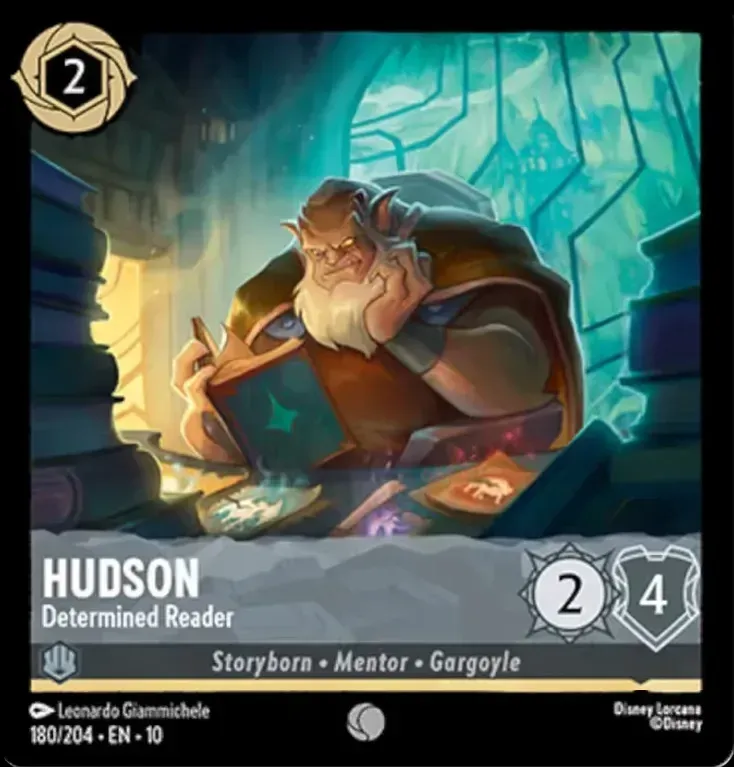 2
HUDSON
Determined Reader
2
4
Storyborn • Mentor • Gargoyle
Leonardo Giammichele
180/204 • EN • 10
Disney Lorcana
©Disney